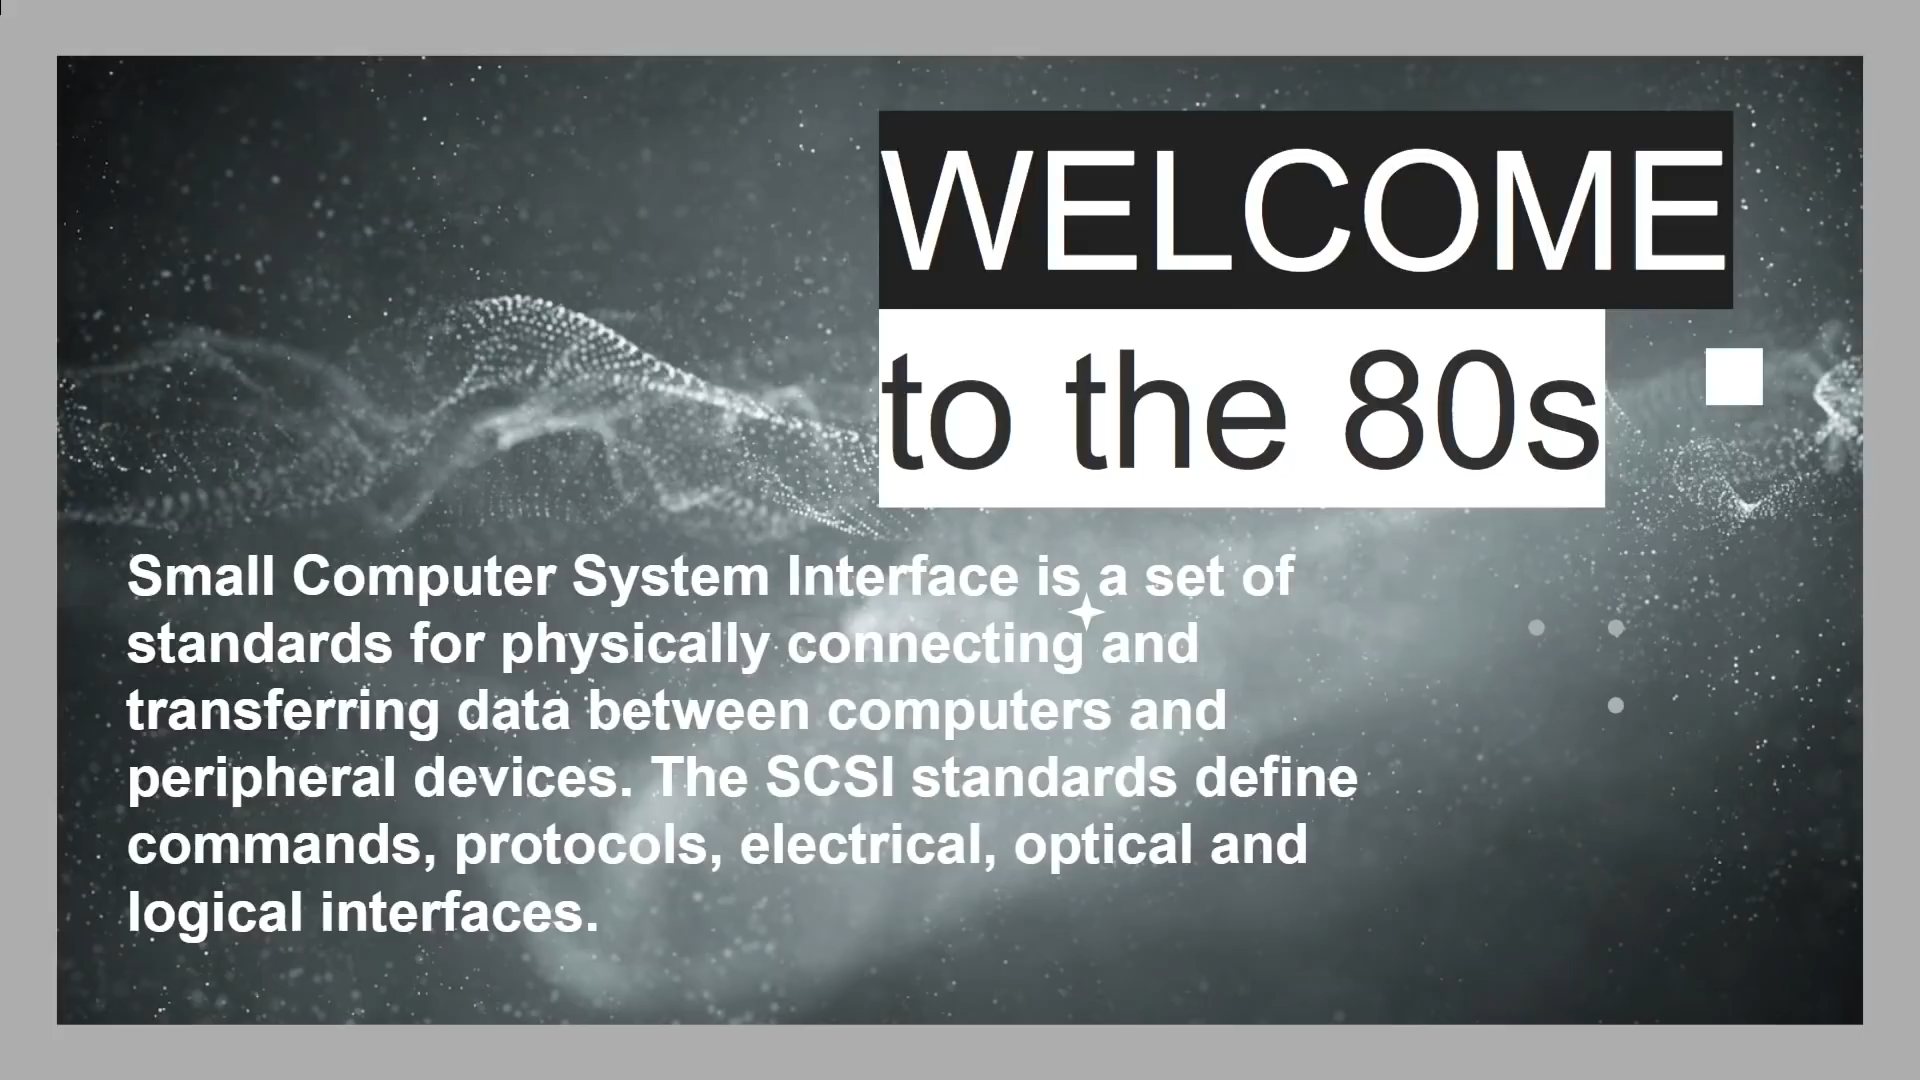 WELCOME
to the 80s
Small Computer System Interface is a set of
standards for physically connecting and
transferring data between computers and
peripheral devices. The SCSI standards define
commands, protocols, electrical, optical and
logical interfaces.